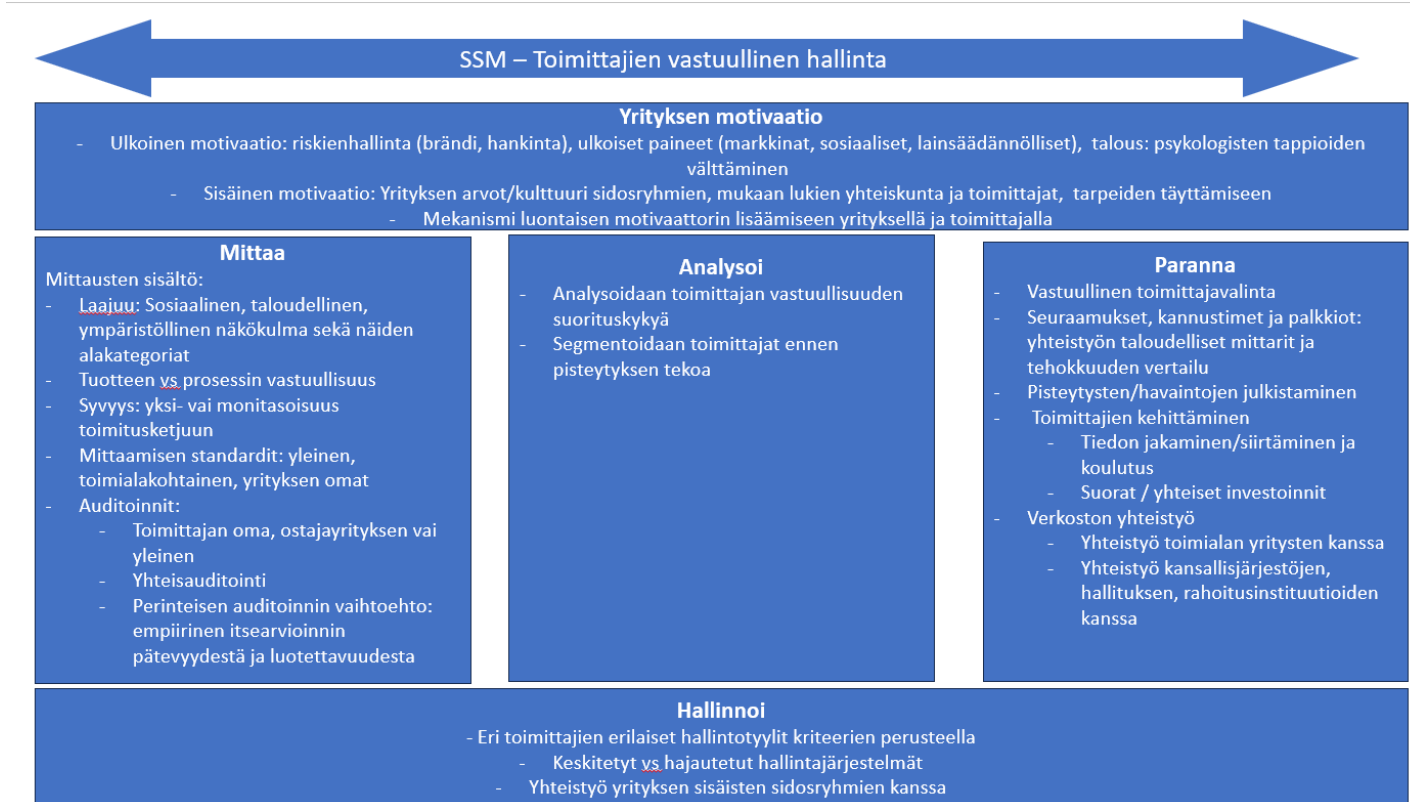 SSM – Toimittajien vastuullinen hallinta
Yrityksen motivaatio
- Ulkoinen motivaatio: riskienhallinta (brändi, hankinta), ulkoiset paineet (markkinat, sosiaaliset, lainsäädännölliset), talous: psykologisten tappioiden
välttäminen
- Sisäinen motivaatio: Yrityksen arvot/kulttuuri sidosryhmien, mukaan lukien yhteiskunta ja toimittajat, tarpeiden täyttämiseen
- Mekanismi luontaisen motivaattorin lisäämiseen yrityksellä ja toimittajalla
Mittaa
Mittausten sisältö:
- Laajuu: Sosiaalinen, taloudellinen,
ympäristöllinen näkökulma sekä näiden
alakategoriat
- Tuotteen vs prosessin vastuullisuus
- Syvyys: yksi- vai monitasoisuus
toimitusketjuun
- Mittaamisen standardit: yleinen,
toimialakohtainen, yrityksen omat
- Auditoinnit:
- Toimittajan oma, ostajayrityksen vai
yleinen
- Yhteisauditointi
- Perinteisen auditoinnin vaihtoehto:
empiirinen itsearvioinnin
pätevyydestä ja luotettavuudesta
Analysoi
- Analysoidaan toimittajan vastuullisuuden
suorituskykyä
- Segmentoidaan toimittajat ennen
pisteytyksen tekoa
Paranna
- Vastuullinen toimittajavalinta
- Seuraamukset, kannustimet ja palkkiot:
yhteistyön taloudelliset mittarit ja
tehokkuuden vertailu
- Pisteytysten/havaintojen julkistaminen
- Toimittajien kehittäminen
- Tiedon jakaminen/siirtäminen ja
koulutus
- Suorat / yhteiset investoinnit
- Verkoston yhteistyö
- Yhteistyö toimialan yritysten kanssa
- Yhteistyö kansallisjärjestöjen,
hallituksen, rahoitusinstituutioiden
kanssa
Hallinnoi
- Eri toimittajien erilaiset hallintotyylit kriteerien perusteella
- Keskitetyt vs hajautetut hallintajärjestelmät
- Yhteistyö yrityksen sisäisten sidosryhmien kanssa